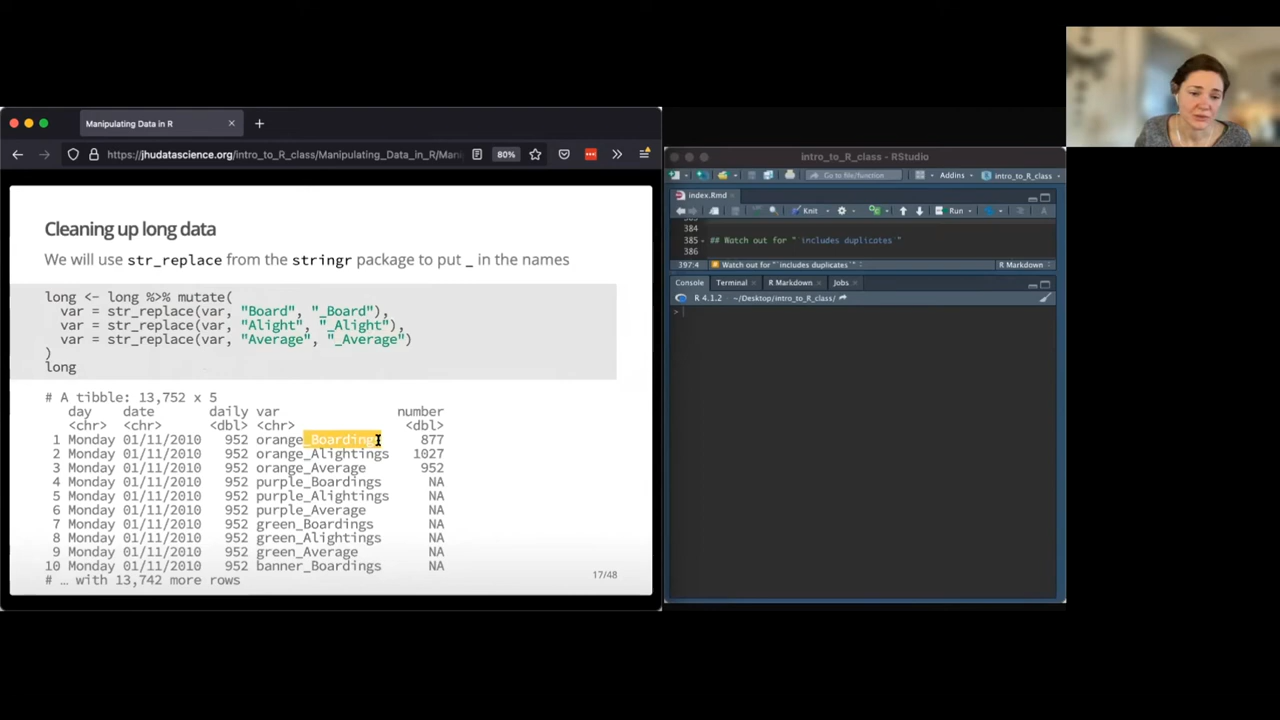 Manipulating Data in R
https://jhudatascience.org/intro_to_R_class/Manipulating_Data_in_R/Mani
80%
Cleaning up long data
We will use str_replace from the stringr package to put _ in the names
long <- long %>% mutate(
var = str_replace(var, "Board", "_Board"),
var = str_replace(var, "Alight", "_Alight"),
var = str_replace(var, "Average", "_Average")
)
long
# A tibble: 13,752 x 5
day date daily var number
<chr> <chr> <dbl> <chr> <dbl>
1 Monday 01/11/2010 952 orange_Boardings 877
2 Monday 01/11/2010 952 orange_Alightings 1027
3 Monday 01/11/2010 952 orange_Average 952
4 Monday 01/11/2010 952 purple_Boardings NA
5 Monday 01/11/2010 952 purple_Alightings NA
6 Monday 01/11/2010 952 purple_Average NA
7 Monday 01/11/2010 952 green_Boardings NA
8 Monday 01/11/2010 952 green_Alightings NA
9 Monday 01/11/2010 952 green_Average NA
10 Monday 01/11/2010 952 banner_Boardings NA
# … with 13,742 more rows
17/48
intro_to_R_class - RStudio
Go to file/function
Addins
intro_to_R_class
index.Rmd
Knit
Run
384
385 ## Watch out for "`includes duplicates`"
386
397:4 Watch out for "`includes duplicates`" R Markdown
Console Terminal R Markdown Jobs
R 4.1.2 ~/Desktop/intro_to_R_class/
>